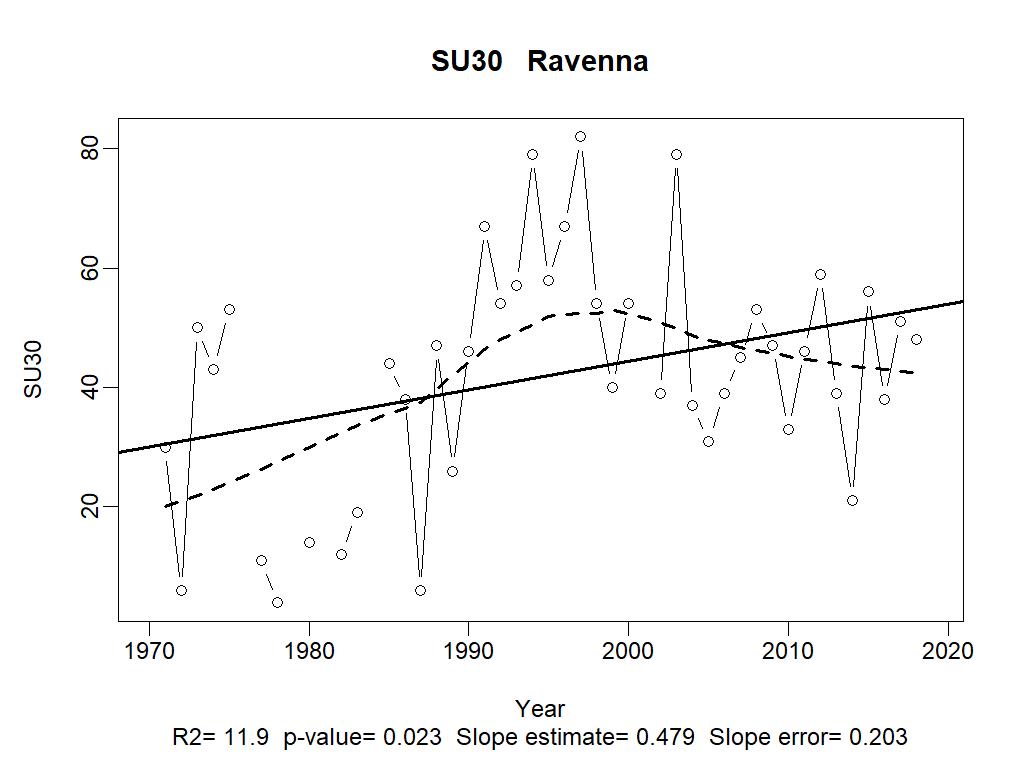 SU30 Ravenna
80
60
40
20
SU30
1970 1980 1990 2000 2010 2020
Year
R2= 11.9 p-value= 0.023 Slope estimate= 0.479 Slope error= 0.203